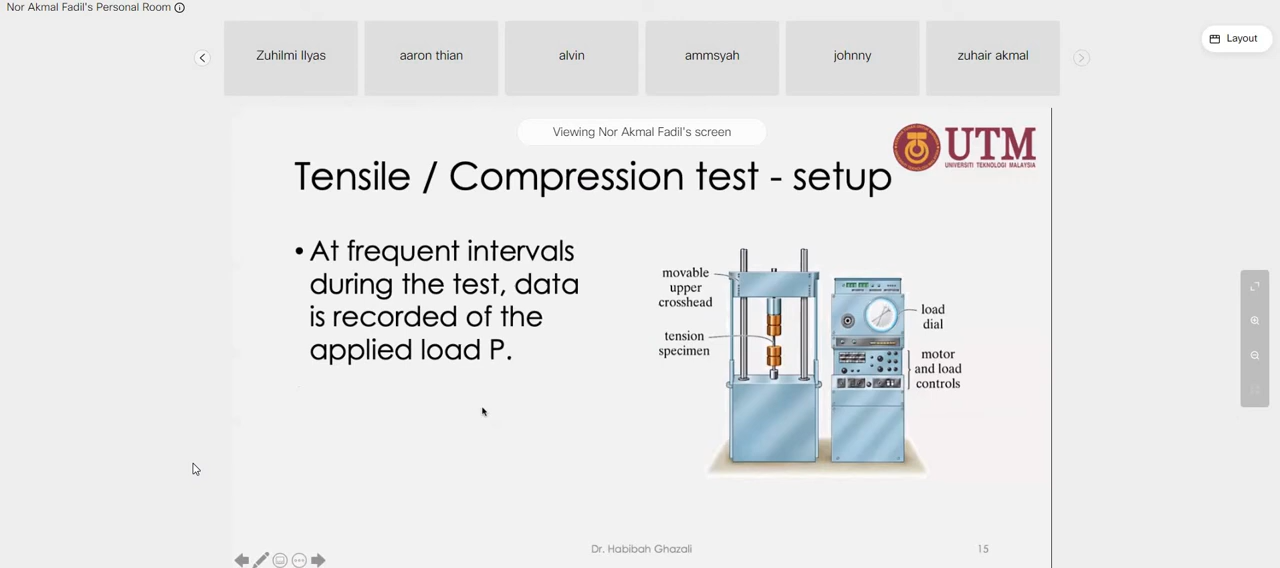 Nor Akmal Fadil's Personal Room
Zuhilmi Ilyas
aaron thian
alvin
ammsyah
johnny
zuhair akmal
Layout
Viewing Nor Akmal Fadil's screen
UTM
UNIVERSITI TEKNOLOGI MALAYSIA
Tensile / Compression test - setup
• At frequent intervals
during the test, data
is recorded of the
applied load P.
movable
upper
crosshead
tension
specimen
load
dial
motor
and load
controls
Dr. Habibah Ghazali
15